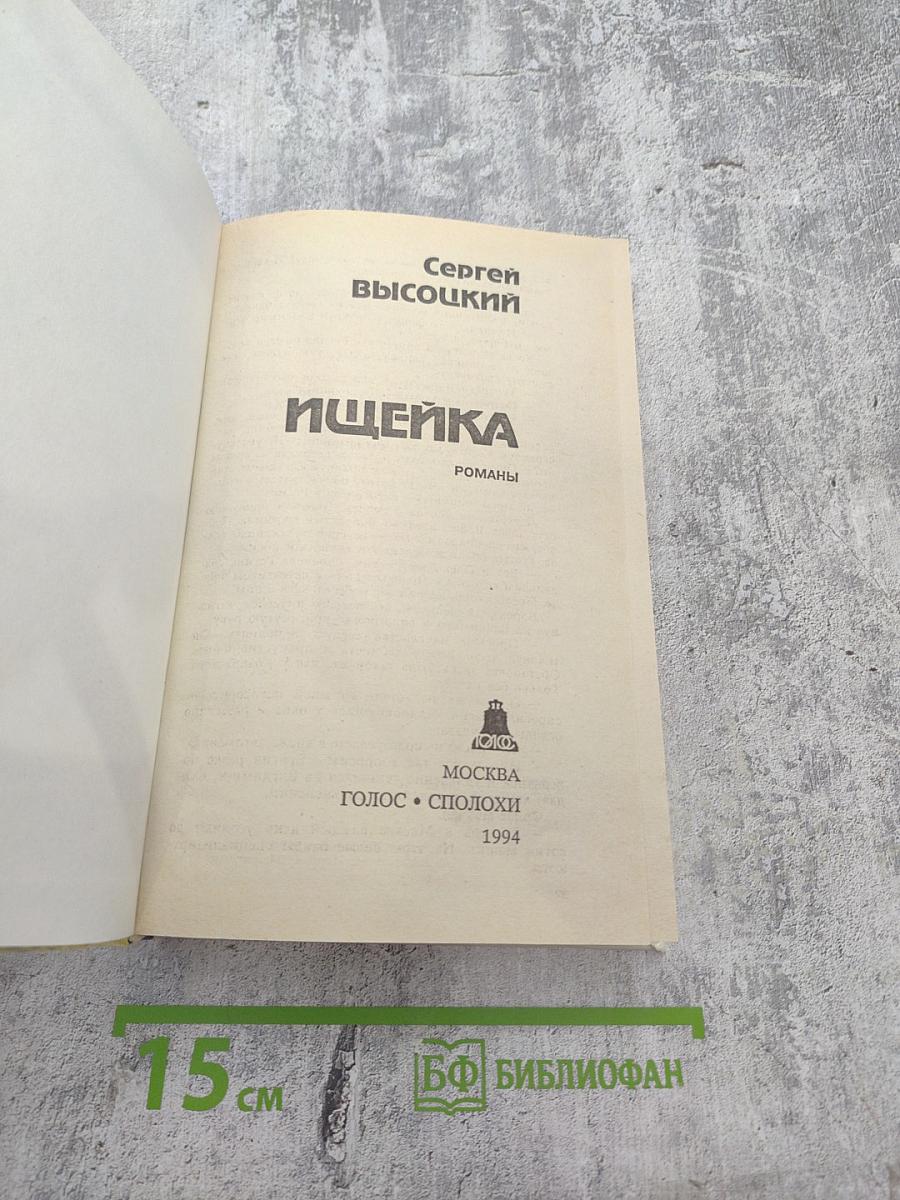 Сергей
ВЫСОЦКИЙ
ИЩЕЙКА
РОМАНЫ
ГОЛОС
МОСКВА
ГОЛОС • СПОЛОХИ
1994
15 см
БФ БИБЛИОФАН